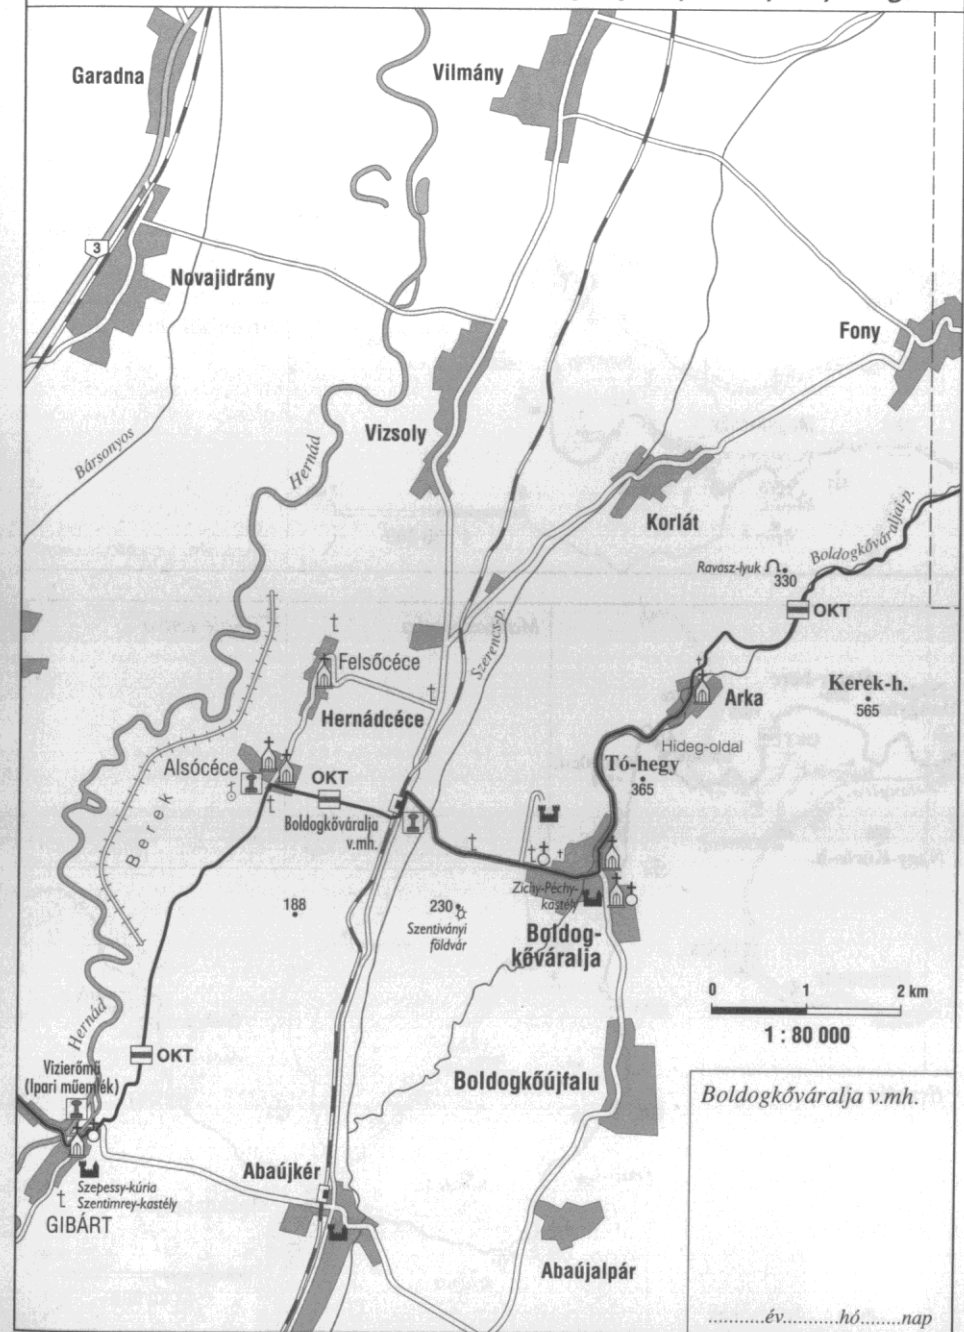 Garadna
Vilmány
3
Novajidrány
Fony
Vizsoly
Bársonyos
Hernád
Korlát
Boldogkőváraljai-p.
Ravasz-lyuk
330
OKT
Szerencs-p.
Felsőcéce
Hernádcéce
Arka
Kerek-h.
565
Hideg-oldal
Tó-hegy
365
Alsócéce
OKT
Boldogkőváralja
v.mh.
Berek
188
230
Szentiványi
földvár
Zichy-Péchy-
kastély
Boldog-
kőváralja
0 1 2 km
1 : 80 000
Hernád
OKT
Vizierőmű
(Ipari műemlék)
Boldogkőújfalu
Boldogkőváralja v.mh.
Abaújkér
Szepessy-kúria
Szentimrey-kastély
GIBÁRT
Abaújalpár
...........év...........hó........nap